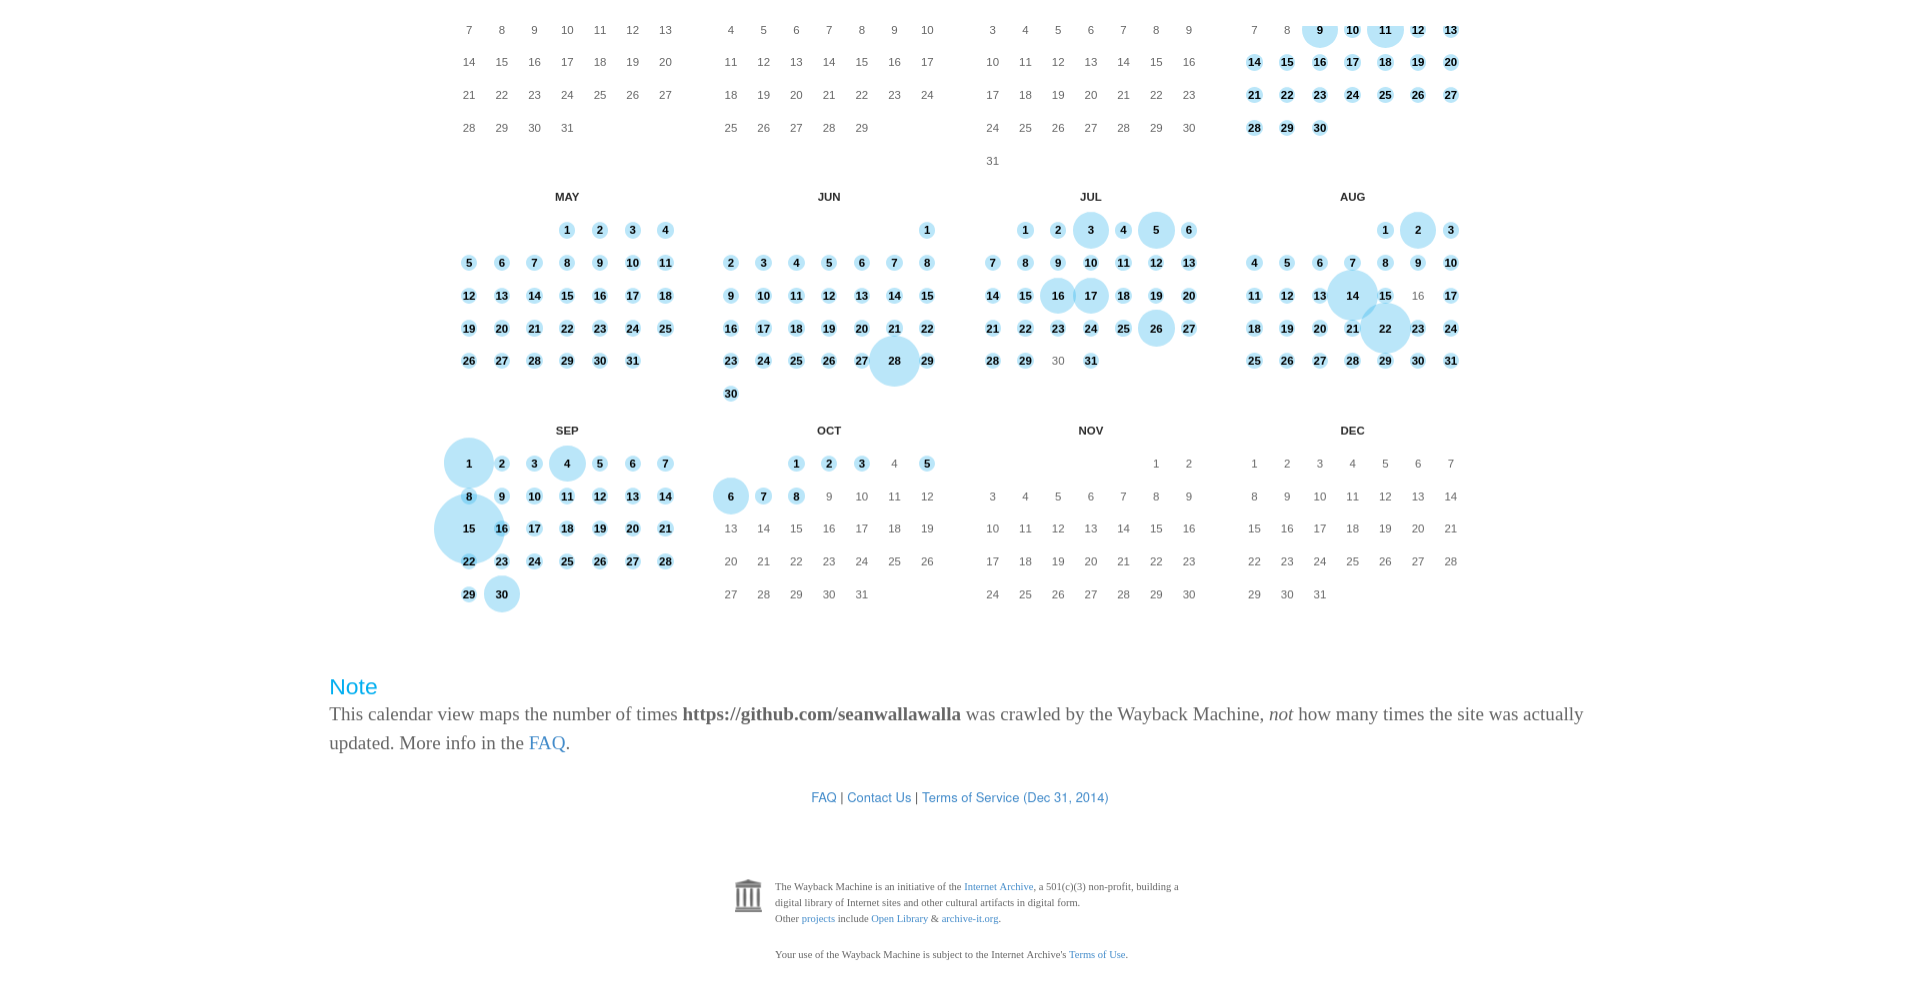 7 8 9 10 11 12 13 4 5 6 7 8 9 10 3 4 5 6 7 8 9 7 8 9 10 11 12 13
14 15 16 17 18 19 20 11 12 13 14 15 16 17 10 11 12 13 14 15 16 14 15 16 17 18 19 20
21 22 23 24 25 26 27 18 19 20 21 22 23 24 17 18 19 20 21 22 23 21 22 23 24 25 26 27
28 29 30 31 25 26 27 28 29 24 25 26 27 28 29 30 28 29 30
31
MAY JUN JUL AUG
1 2 3 4 1 1 2 3 4 5 6 1 2 3
5 6 7 8 9 10 11 2 3 4 5 6 7 8 7 8 9 10 11 12 13 4 5 6 7 8 9 10
12 13 14 15 16 17 18 9 10 11 12 13 14 15 14 15 16 17 18 19 20 11 12 13 14 15 16 17
19 20 21 22 23 24 25 16 17 18 19 20 21 22 21 22 23 24 25 26 27 18 19 20 21 22 23 24
26 27 28 29 30 31 23 24 25 26 27 28 29 28 29 30 31 25 26 27 28 29 30 31
30
SEP OCT NOV DEC
1 2 3 4 5 6 7 1 2 3 4 5 1 2 1 2 3 4 5 6 7
8 9 10 11 12 13 14 6 7 8 9 10 11 12 3 4 5 6 7 8 9 8 9 10 11 12 13 14
15 16 17 18 19 20 21 13 14 15 16 17 18 19 10 11 12 13 14 15 16 15 16 17 18 19 20 21
22 23 24 25 26 27 28 20 21 22 23 24 25 26 17 18 19 20 21 22 23 22 23 24 25 26 27 28
29 30 27 28 29 30 31 24 25 26 27 28 29 30 29 30 31
Note
This calendar view maps the number of times https://github.com/seanwallawalla was crawled by the Wayback Machine, not how many times the site was actually
updated. More info in the FAQ.
FAQ | Contact Us | Terms of Service (Dec 31, 2014)
The Wayback Machine is an initiative of the Internet Archive, a 501(c)(3) non-profit, building a
digital library of Internet sites and other cultural artifacts in digital form.
Other projects include Open Library & archive-it.org.
Your use of the Wayback Machine is subject to the Internet Archive's Terms of Use.